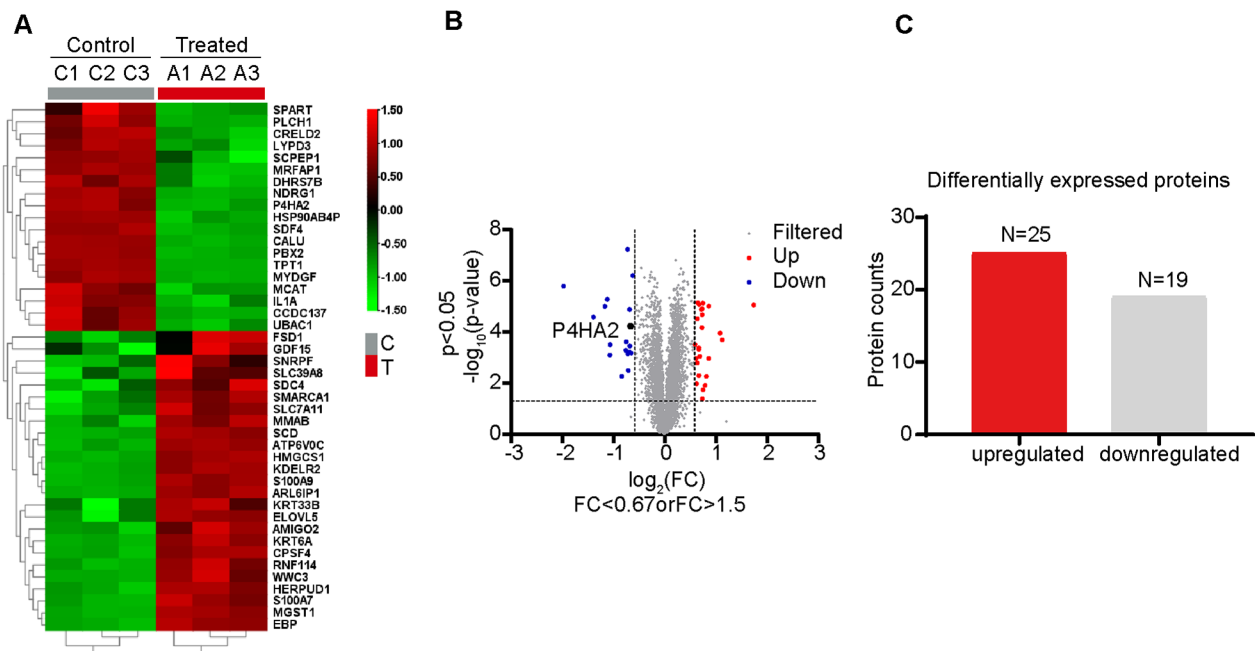 A
Control Treated
C1 C2 C3 A1 A2 A3
SPART
PLCH1
CRELD2
LYPD3
SCPEP1
MRFAP1
DHRS7B
NDRG1
P4HA2
HSP90AB4P
SDF4
CALU
PBX2
TPT1
MYDGF
MCAT
IL1A
CCDC137
UBAC1
FSD1
GDF15
SNRPF
SLC39A8
SDC4
SMARCA1
SLC7A11
MMAB
SCD
ATP6V0C
HMGCS1
KDELR2
S100A9
ARL6IP1
KRT33B
ELOVL5
AMIGO2
KRT6A
CPSF4
RNF114
WWC3
HERPUD1
S100A7
MGST1
EBP
1.50
1.00
0.50
0.00
-0.50
-1.00
-1.50
C
T
B
p<0.05
-log10(p-value)
8
6
4
2
0
-3 -2 -1 0 1 2 3
log2(FC)
FC<0.67orFC>1.5
P4HA2
Filtered
Up
Down
C
Differentially expressed proteins
Protein counts
30
20
10
0
N=25
N=19
upregulated downregulated